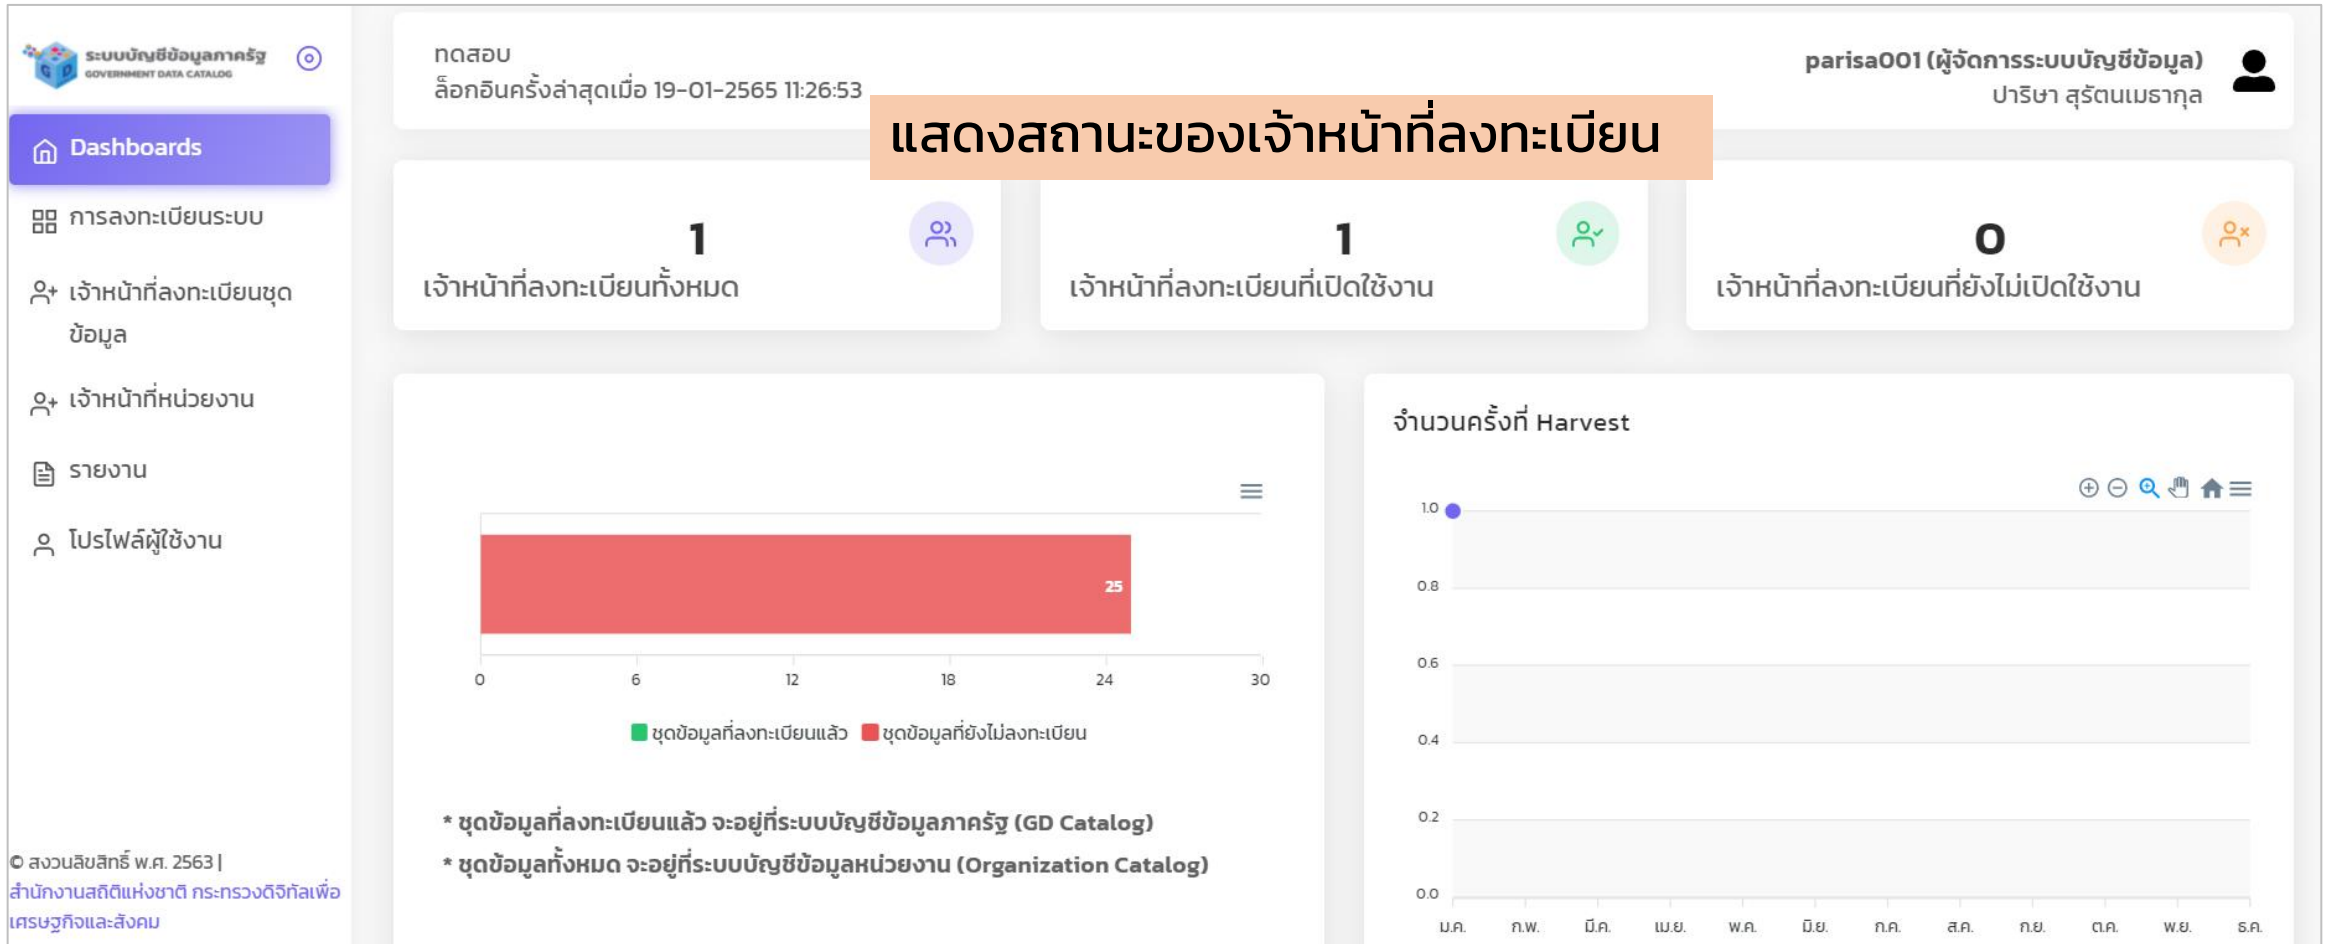 ระบบบัญชีข้อมูลภาครัฐ
GOVERNMENT DATA CATALOG
Dashboards
การลงทะเบียนระบบ
เจ้าหน้าที่ลงทะเบียนชุด
ข้อมูล
เจ้าหน้าที่หน่วยงาน
รายงาน
โปรไฟล์ผู้ใช้งาน
© สงวนลิขสิทธิ์ พ.ศ. 2563 |
สำนักงานสถิติแห่งชาติ กระทรวงดิจิทัลเพื่อ
เศรษฐกิจและสังคม
ทดสอบ
ล็อกอินครั้งล่าสุดเมื่อ 19-01-2565 11:26:53
parisa001 (ผู้จัดการระบบบัญชีข้อมูล)
ปาริษา สุรัตนเมธากุล
แสดงสถานะของเจ้าหน้าที่ลงทะเบียน
1
เจ้าหน้าที่ลงทะเบียนทั้งหมด
1
เจ้าหน้าที่ลงทะเบียนที่เปิดใช้งาน
0
เจ้าหน้าที่ลงทะเบียนที่ยังไม่เปิดใช้งาน
25
0 6 12 18 24 30
ชุดข้อมูลที่ลงทะเบียนแล้ว ชุดข้อมูลที่ยังไม่ลงทะเบียน
* ชุดข้อมูลที่ลงทะเบียนแล้ว จะอยู่ที่ระบบบัญชีข้อมูลภาครัฐ (GD Catalog)
* ชุดข้อมูลทั้งหมด จะอยู่ที่ระบบบัญชีข้อมูลหน่วยงาน (Organization Catalog)
จำนวนครั้งที่ Harvest
1.0
0.8
0.6
0.4
0.2
0.0
ม.ค. ก.พ. มี.ค. เม.ย. พ.ค. มิ.ย. ก.ค. ส.ค. ก.ย. ต.ค. พ.ย. ธ.ค.